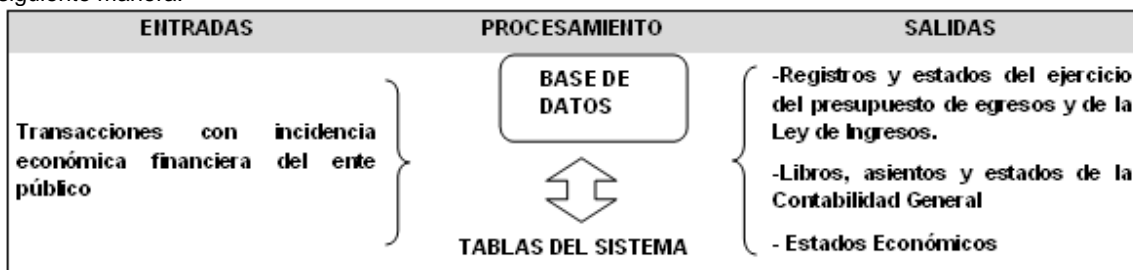 siguiente manera:
ENTRADAS PROCESAMIENTO SALIDAS
Transacciones con incidencia
económica financiera del ente
público
BASE DE
DATOS
TABLAS DEL SISTEMA
-Registros y estados del ejercicio
del presupuesto de egresos y de la
Ley de Ingresos.
-Libros, asientos y estados de la
Contabilidad General
- Estados Económicos